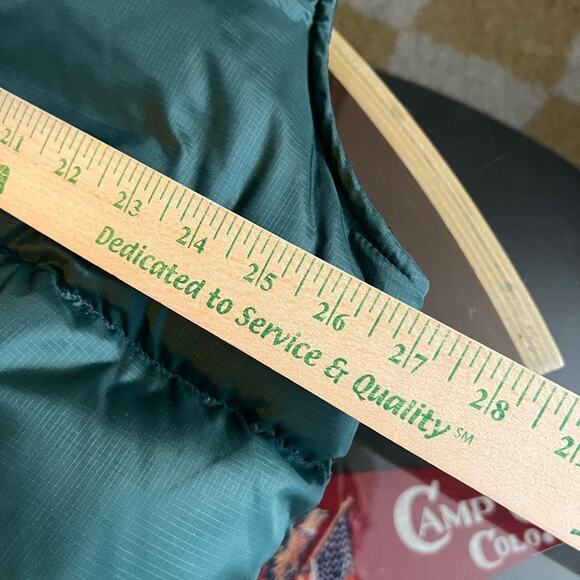 21 22 23 24 25 26 27 28
Dedicated to Service & Quality SM
CAMP
COLO